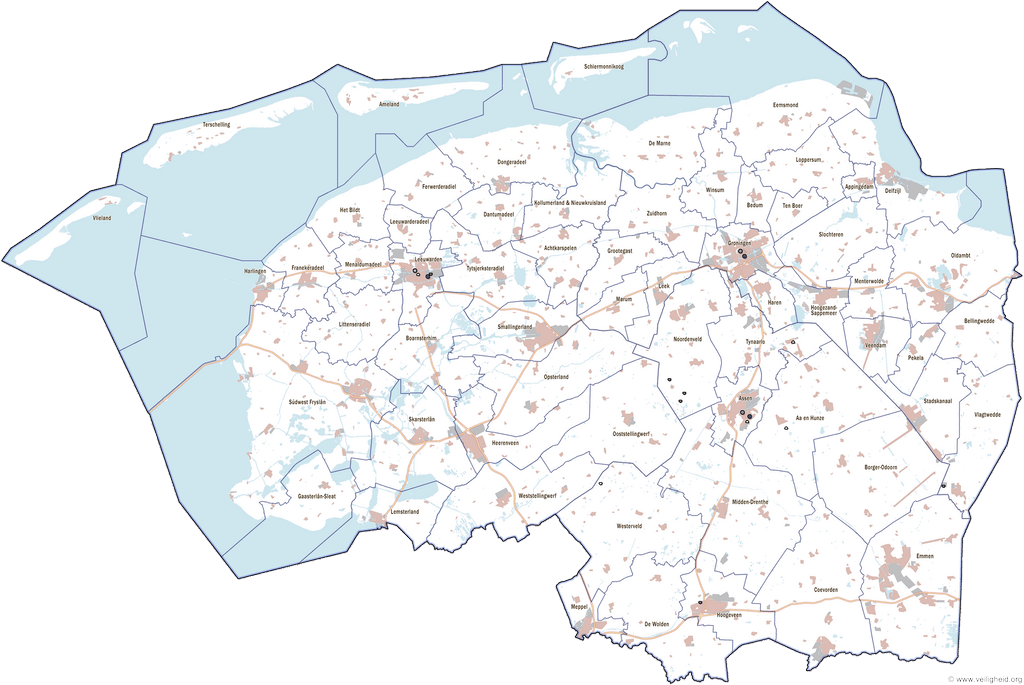 Schiermonnikoog
Ameland
Terschelling
Vlieland
Eemsmond
De Marne
Loppersum
Dongeradeel
Ferwerderadiel
Winsum
Appingedam
Delfzijl
Kollumerland & Nieuwkruisland
Bedum
Ten Boer
Het Bildt
Dantumadeel
Zuidhorn
Leeuwarderadeel
Slochteren
Groningen
Achtkarspelen
Grootegast
Oldambt
Leeuwarden
Menaldumadeel
Franekeradeel
Harlingen
Tytsjerksteradiel
Menterwolde
Leek
Marum
Haren
Hoogezand-
Sappemeer
Bellingwedde
Littenseradiel
Smallingerland
Boarnsterhim
Noordenveld
Tynaarlo
Veendam
Pekela
Opsterland
Assen
Stadskanaal
Súdwest Fryslân
Vlagtwedde
Skarsterlân
Aa en Hunze
Ooststellingwerf
Heerenveen
Borger-Odoorn
Gaasterlân-Sleat
Weststellingwerf
Midden-Drenthe
Lemsterland
Westerveld
Emmen
Coevorden
Meppel
Hoogeveen
De Wolden
© www.veiligheid.org